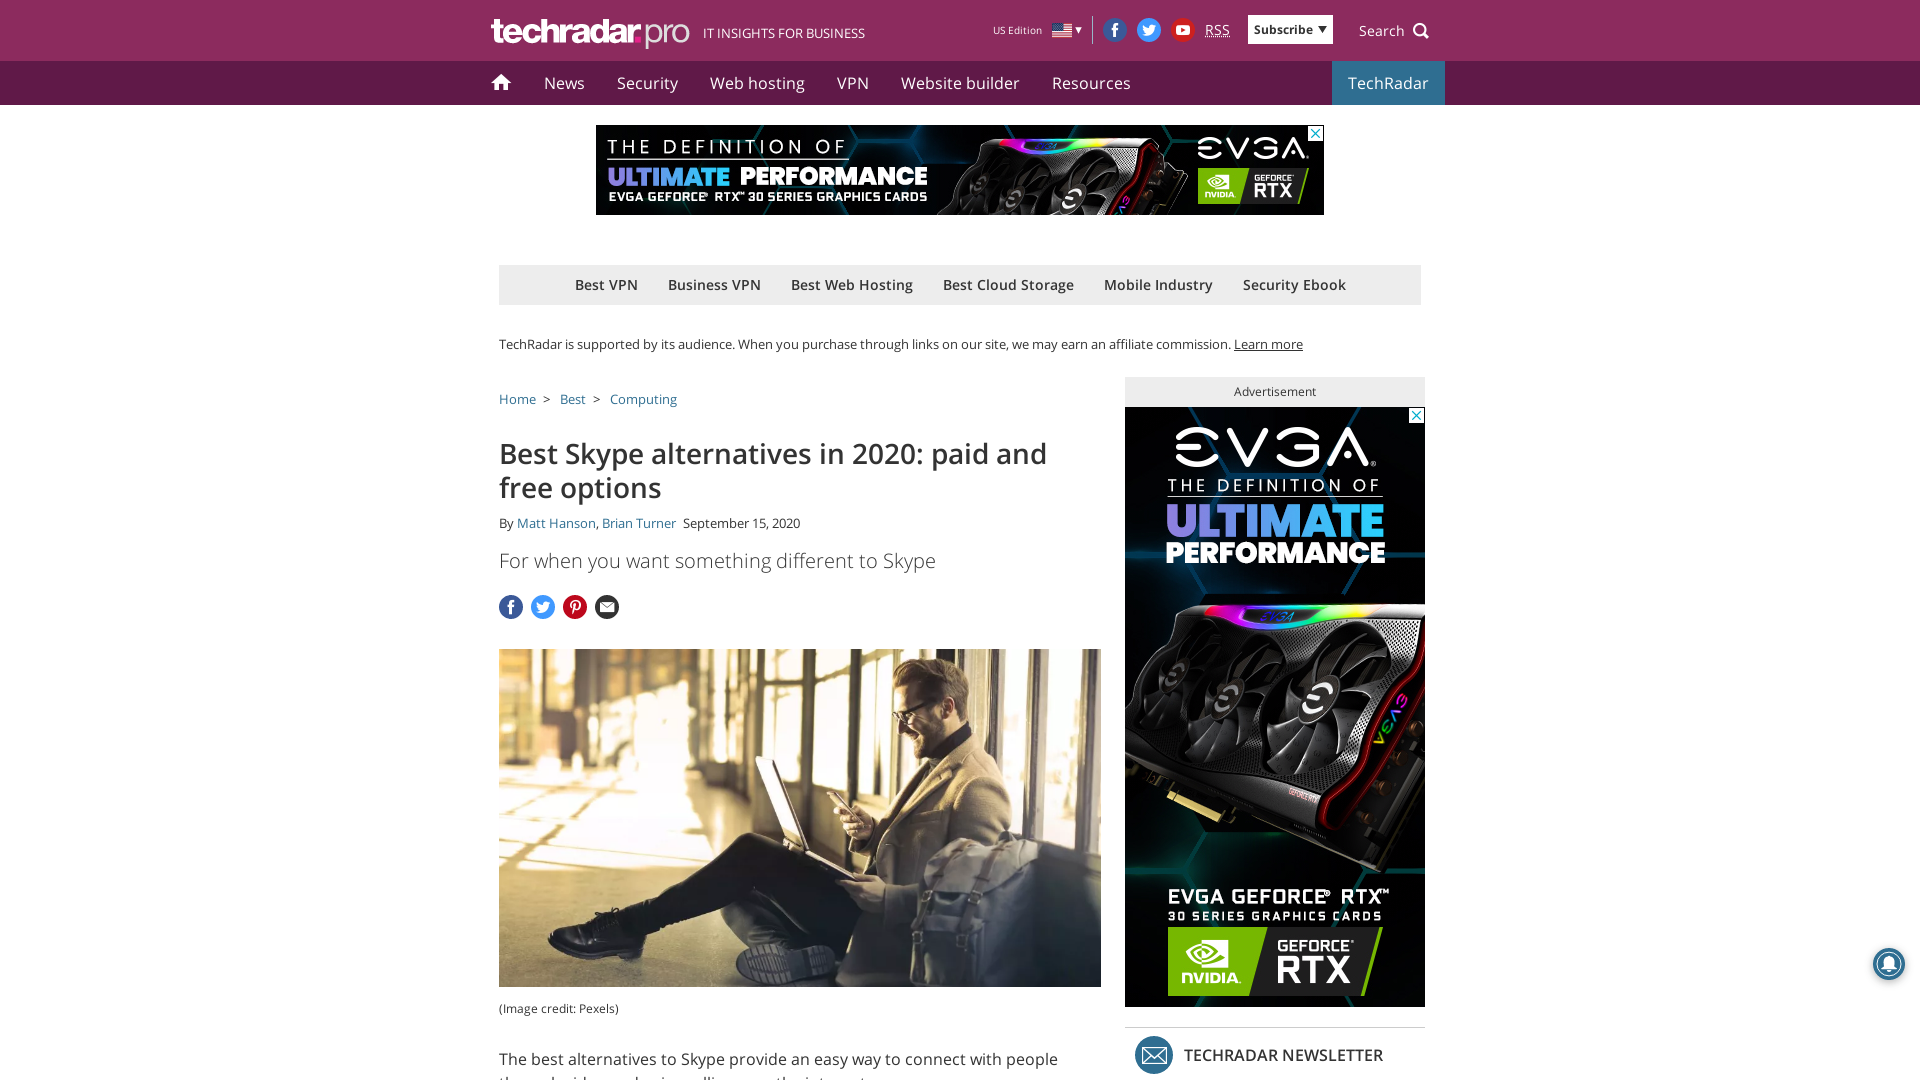 techradar.pro IT INSIGHTS FOR BUSINESS
US Edition
RSS
Subscribe
Search
News
Security
Web hosting
VPN
Website builder
Resources
TechRadar
THE DEFINITION OF
ULTIMATE PERFORMANCE
EVGA GEFORCE® RTX™ 30 SERIES GRAPHICS CARDS
EVGA
NVIDIA
GEFORCE
RTX
Best VPN
Business VPN
Best Web Hosting
Best Cloud Storage
Mobile Industry
Security Ebook
TechRadar is supported by its audience. When you purchase through links on our site, we may earn an affiliate commission. Learn more
Home > Best > Computing
Best Skype alternatives in 2020: paid and
free options
By Matt Hanson, Brian Turner September 15, 2020
For when you want something different to Skype
(Image credit: Pexels)
The best alternatives to Skype provide an easy way to connect with people
Advertisement
EVGA®
THE DEFINITION OF
ULTIMATE
PERFORMANCE
EVGA
EVGA
GEFORCE RTX
EVGA GEFORCE® RTX™
30 SERIES GRAPHICS CARDS
NVIDIA.
GEFORCE®
RTX
TECHRADAR NEWSLETTER